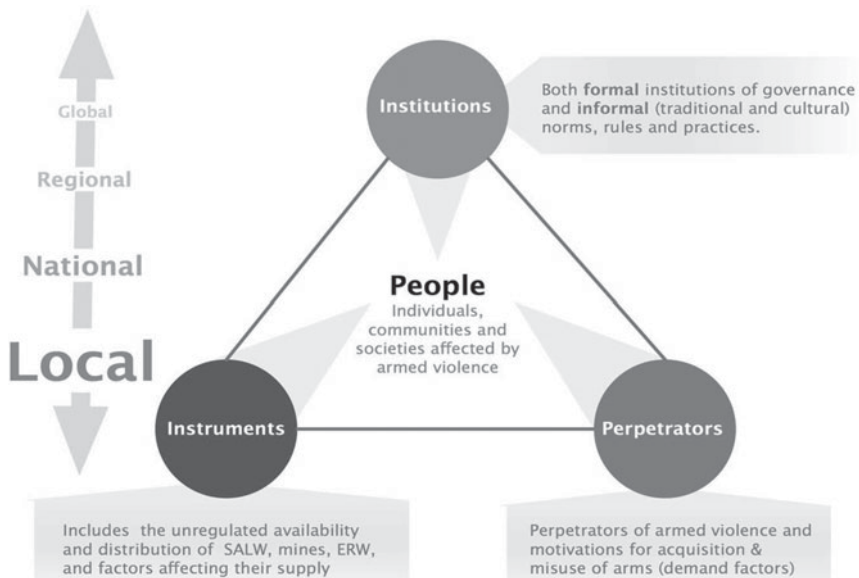 Global
Regional
National
Local
Institutions
Both formal institutions of governance
and informal (traditional and cultural)
norms, rules and practices.
People
Individuals,
communities and
societies affected by
armed violence
Instruments
Perpetrators
Includes the unregulated availability
and distribution of SALW, mines, ERW,
and factors affecting their supply
Perpetrators of armed violence and
motivations for acquisition &
misuse of arms (demand factors)